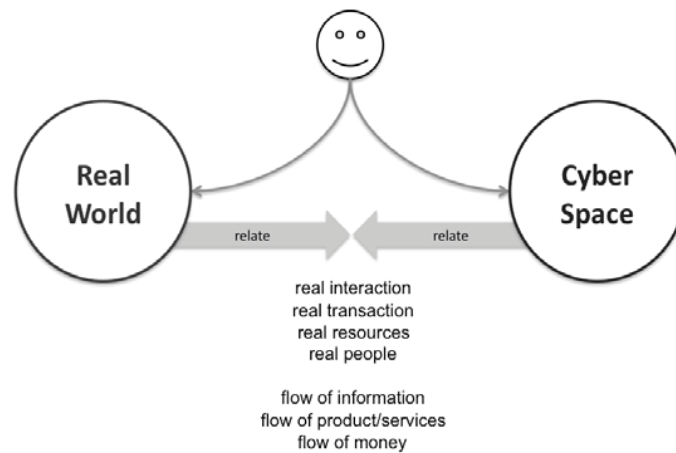 Real
World
Cyber
Space
relate
relate
real interaction
real transaction
real resources
real people
flow of information
flow of product/services
flow of money